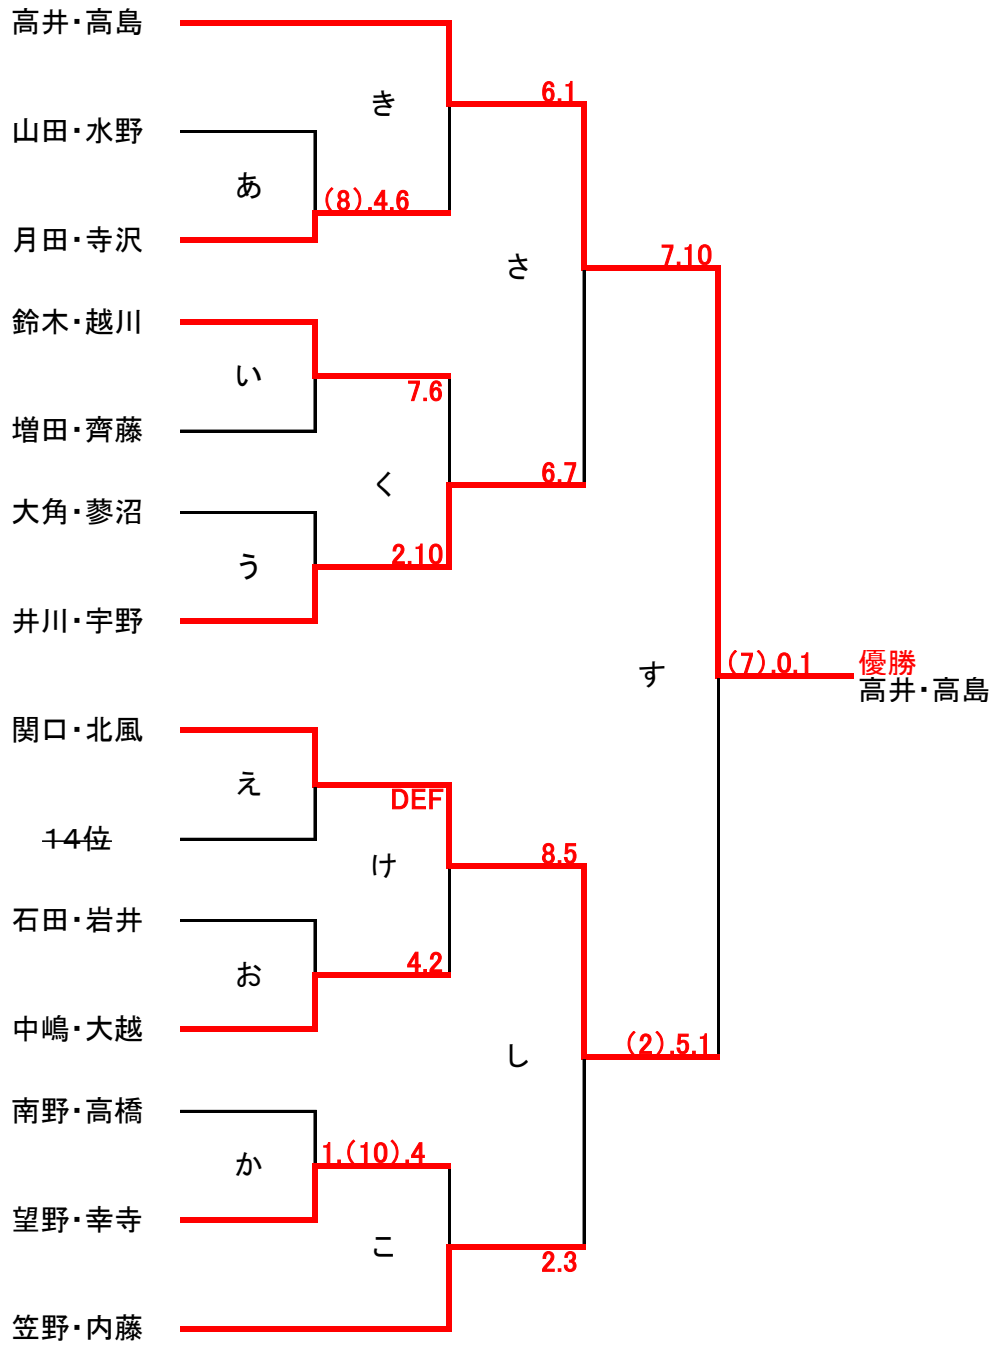 高井・高島
6.1
き
山田・水野
あ
(8).4.6
月田・寺沢
7.10
さ
鈴木・越川
い
7.6
増田・齊藤
6.7
く
大角・蓼沼
2.10
う
井川・宇野
(7).0.1
優勝
高井・高島
す
関口・北風
え
DEF
14位
8.5
け
石田・岩井
4.2
お
中嶋・大越
(2).5.1
し
南野・高橋
1.(10).4
か
望野・幸寺
こ
2.3
笠野・内藤